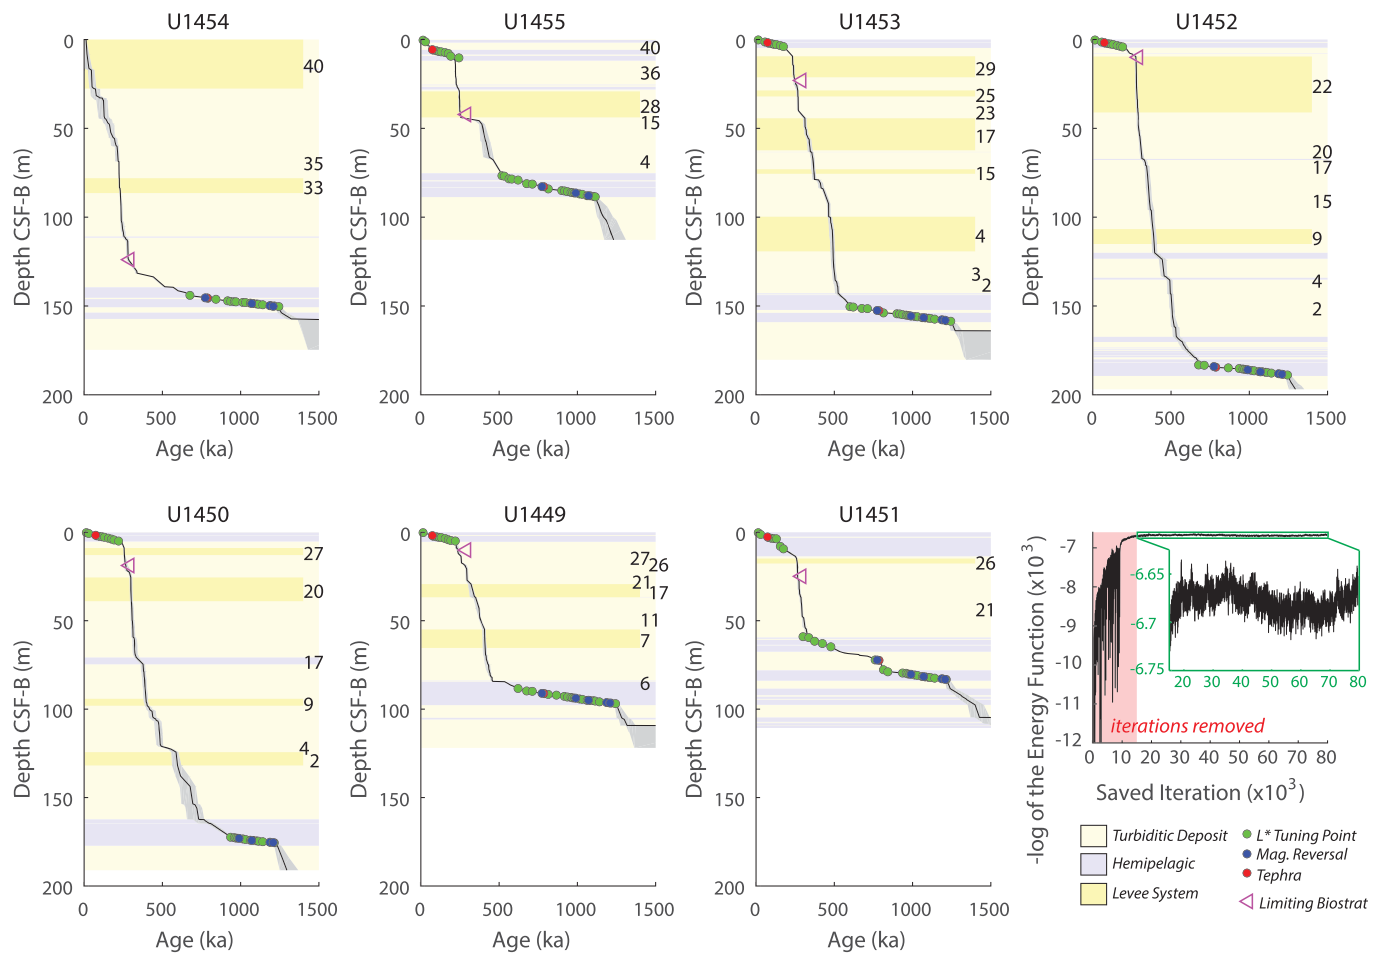 U1454
Depth CSF-B (m)
0
50
100
150
200
40
35
33
0 500 1000 1500
Age (ka)
U1455
Depth CSF-B (m)
0
50
100
150
200
40
36
28
15
4
0 500 1000 1500
Age (ka)
U1453
Depth CSF-B (m)
0
50
100
150
200
29
25
23
17
15
4
3
2
0 500 1000 1500
Age (ka)
U1452
Depth CSF-B (m)
0
50
100
150
200
22
20
17
15
9
4
2
0 500 1000 1500
Age (ka)
U1450
Depth CSF-B (m)
0
50
100
150
200
27
20
17
9
4
2
0 500 1000 1500
Age (ka)
U1449
Depth CSF-B (m)
0
50
100
150
200
27
26
21
17
11
7
6
0 500 1000 1500
Age (ka)
U1451
Depth CSF-B (m)
0
50
100
150
200
26
21
0 500 1000 1500
Age (ka)
-log of the Energy Function (x10³)
-7
-8
-9
-10
-11
-12
-6.65
-6.7
-6.75
20 30 40 50 60 70 80
iterations removed
0 10 20 30 40 50 60 70 80
Saved Iteration (x10³)
Turbiditic Deposit
Hemipelagic
Levee System
L* Tuning Point
Mag. Reversal
Tephra
Limiting Biostrat